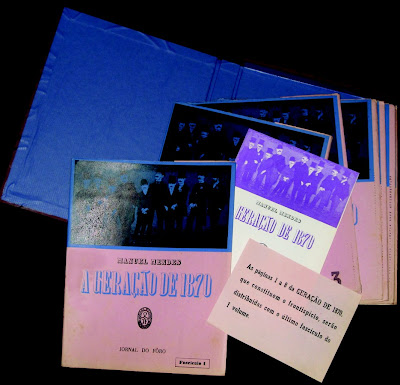 MANUEL MENDES
A GERAÇÃO DE 1870
JORNAL DO FÔRO
Fascículo 1
MANUEL MENDES
GERAÇÃO DE 1870
As páginas 1 a 8 da GERAÇÃO DE 1870,
que constituem o frontispício, serão
distribuídas com o último fascículo do
I volume.
3